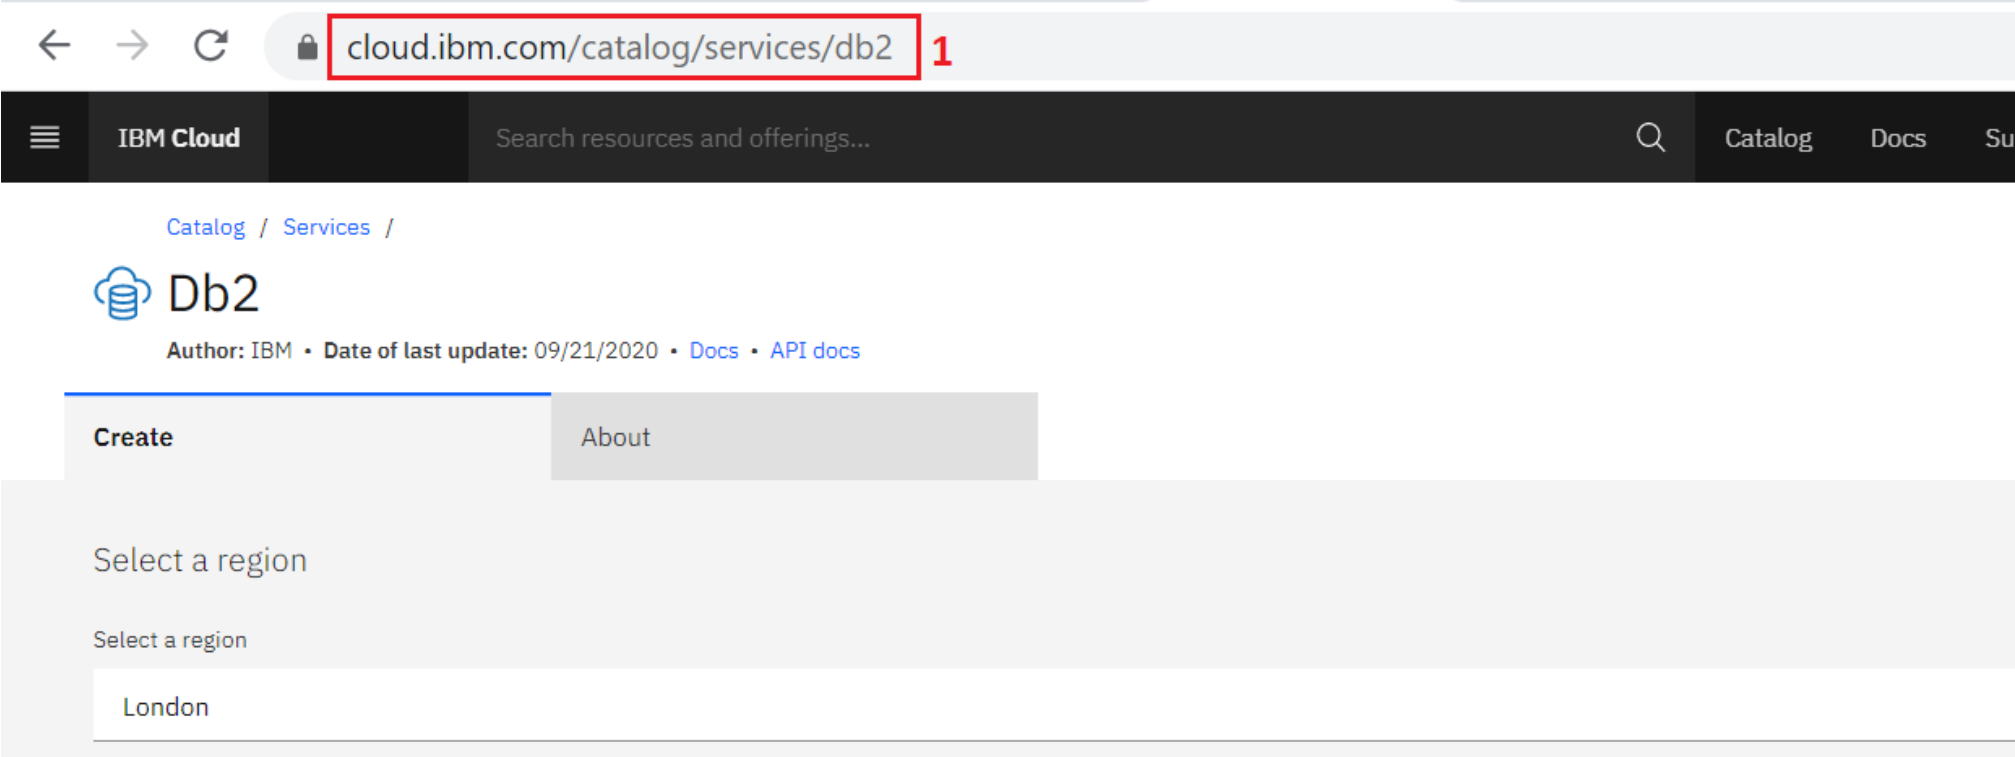 cloud.ibm.com/catalog/services/db2 1
IBM Cloud Search resources and offerings... Catalog Docs Su
Catalog / Services /
Db2
Author: IBM • Date of last update: 09/21/2020 • Docs • API docs
Create About
Select a region
Select a region
London